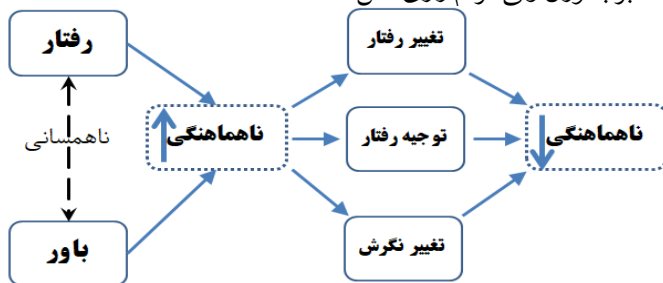 رفتار
ناهمسانی
باور
ناهماهنگی
تغییر رفتار
توجیه رفتار
تغییر نگرش
ناهماهنگی